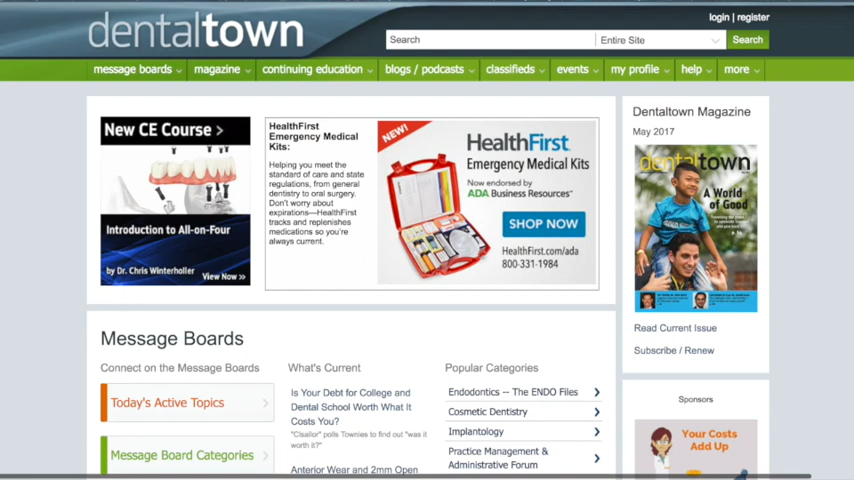 login | register
dentaltown
Search
Entire Site
Search
message boards
magazine
continuing education
blogs / podcasts
classifieds
events
my profile
help
more
New CE Course >
Introduction to All-on-Four
by Dr. Chris Winterholler
View Now »
HealthFirst
Emergency Medical
Kits:
Helping you meet the
standard of care and state
regulations, from general
dentistry to oral surgery.
Don't worry about
expirations—HealthFirst
tracks and replenishes
medications so you're
always current.
NEW!
HealthFirst
Emergency Medical Kits
Now endorsed by
ADA Business Resources
SHOP NOW
HealthFirst.com/ada
800-331-1984
Dentaltown Magazine
May 2017
dentaltown
A World
of Good
Read Current Issue
Subscribe / Renew
Message Boards
Connect on the Message Boards
Today's Active Topics
Message Board Categories
What's Current
Is Your Debt for College and
Dental School Worth What It
Costs You?
polls Townies to find out "was it
worth it?"
Anterior Wear and 2mm Open
Popular Categories
Endodontics -- The ENDO Files
Cosmetic Dentistry
Implantology
Practice Management &
Administrative Forum
Sponsors
Your Costs
Add Up